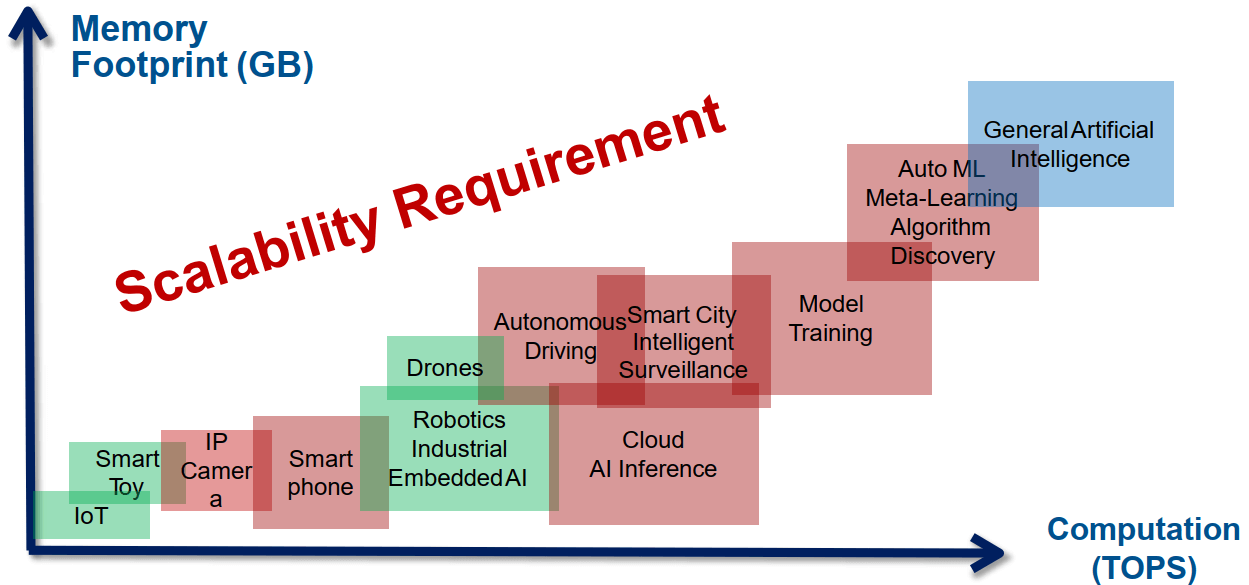 Memory
Footprint (GB)
Scalability Requirement
General Artificial
Intelligence
Auto ML
Meta-Learning
Algorithm
Discovery
Model
Training
Smart City
Intelligent
Surveillance
Autonomous
Driving
Drones
Robotics
Industrial
Embedded AI
Cloud
AI Inference
Smart
phone
IP
Camer
a
Smart
Toy
IoT
Computation
(TOPS)